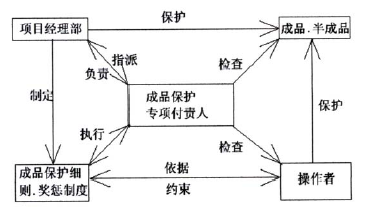 保护
项目经理部
成品.半成品
指派
负责
检查
制定
成品保护
专项付责人
保护
执行
检查
成品保护细
则.奖惩制度
依据
约束
操作者